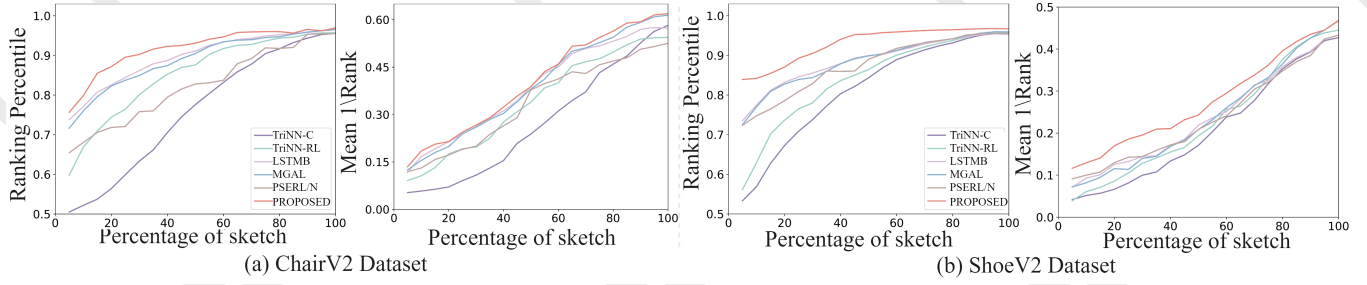 Ranking Percentile
1.0
0.9
0.8
0.7
0.6
0.5
0
20
40
60
80
100
Percentage of sketch
TriNN-C
TriNN-RL
LSTMB
MGAL
PSERL/N
PROPOSED
Mean 1\Rank
0.60
0.45
0.30
0.15
0.00
0
20
40
60
80
100
Percentage of sketch
(a) ChairV2 Dataset
Ranking Percentile
1.0
0.9
0.8
0.7
0.6
0.5
0
20
40
60
80
100
Percentage of sketch
TriNN-C
TriNN-RL
LSTMB
MGAL
PSERL/N
PROPOSED
Mean 1\Rank
0.5
0.4
0.3
0.2
0.1
0.0
0
20
40
60
80
100
Percentage of sketch
(b) ShoeV2 Dataset